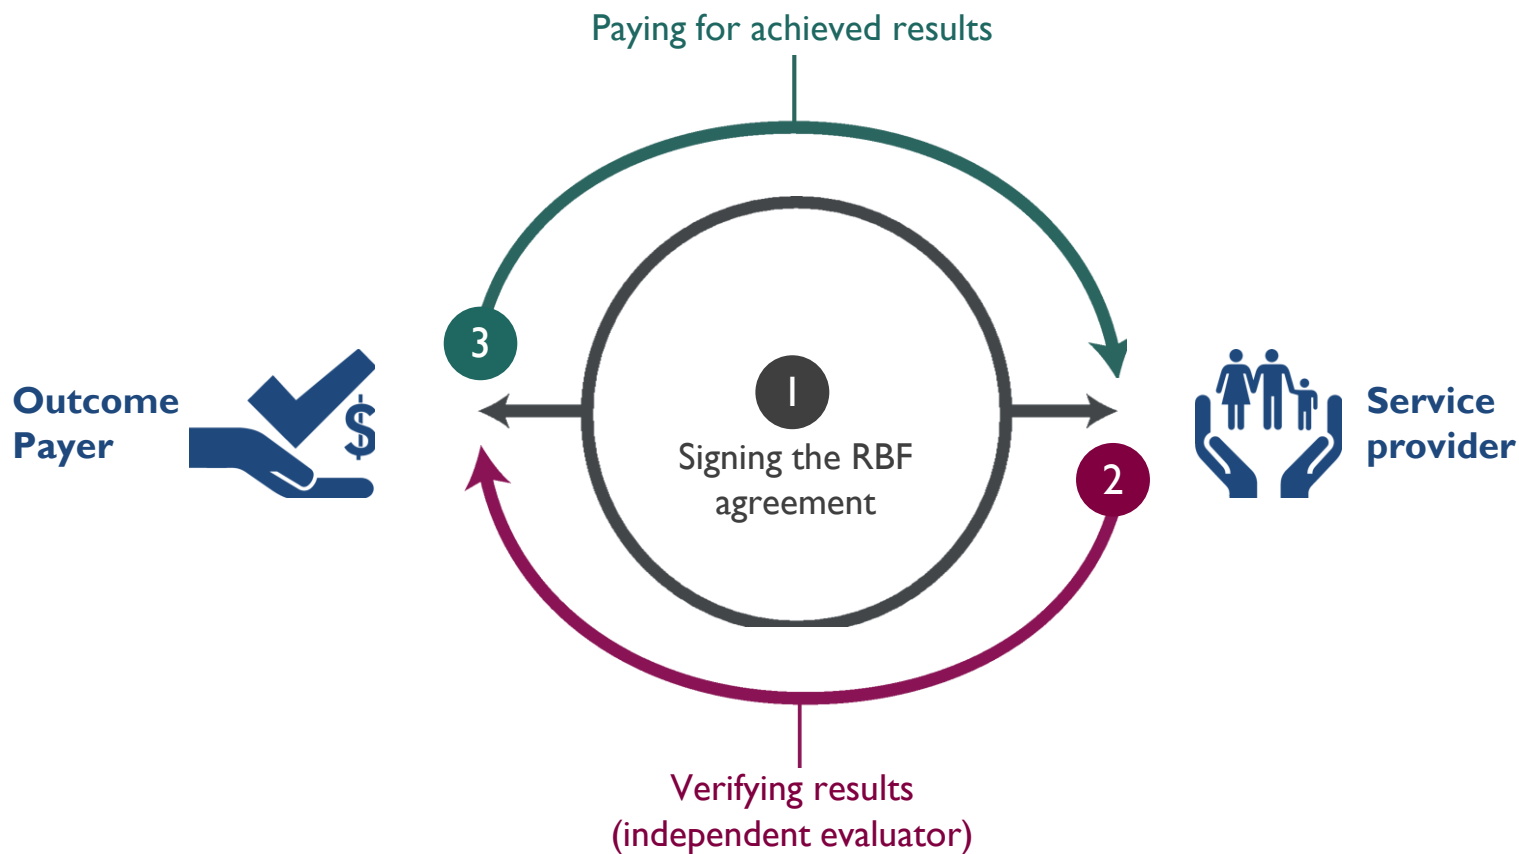 Paying for achieved results
3
Outcome
Payer
$
1
Signing the RBF
agreement
Service
provider
2
Verifying results
(independent evaluator)